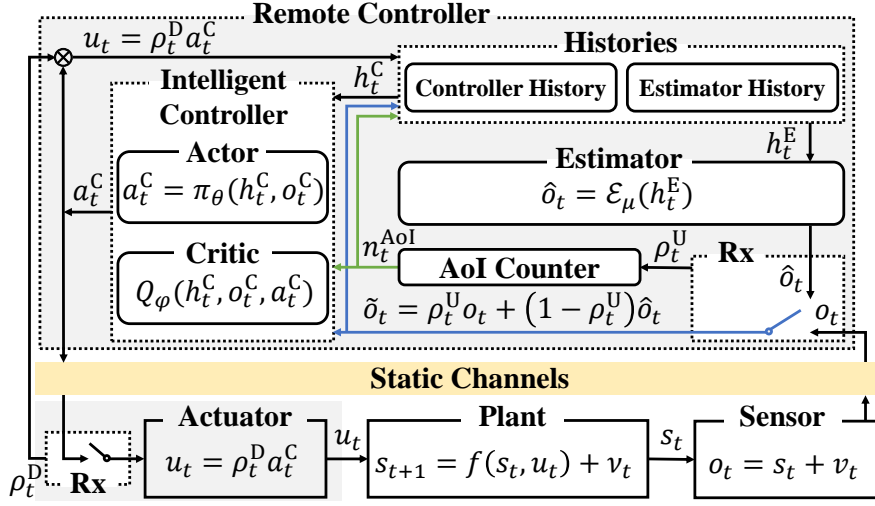 Remote Controller
u_t = ρ_t^D a_t^C
Histories
Controller History
Estimator History
h_t^C
Intelligent
Controller
Actor
a_t^C = π_θ(h_t^C, o_t^C)
a_t^C
h_t^E
Estimator
ô_t = ℰ_μ(h_t^E)
Critic
Q_φ(h_t^C, o_t^C, a_t^C)
n_t^AoI
AoI Counter
ρ_t^U
Rx
ô_t
o_t
õ_t = ρ_t^U o_t + (1 − ρ_t^U)ô_t
Static Channels
ρ_t^D
Rx
Actuator
u_t = ρ_t^D a_t^C
u_t
Plant
s_{t+1} = f(s_t, u_t) + ν_t
s_t
Sensor
o_t = s_t + v_t